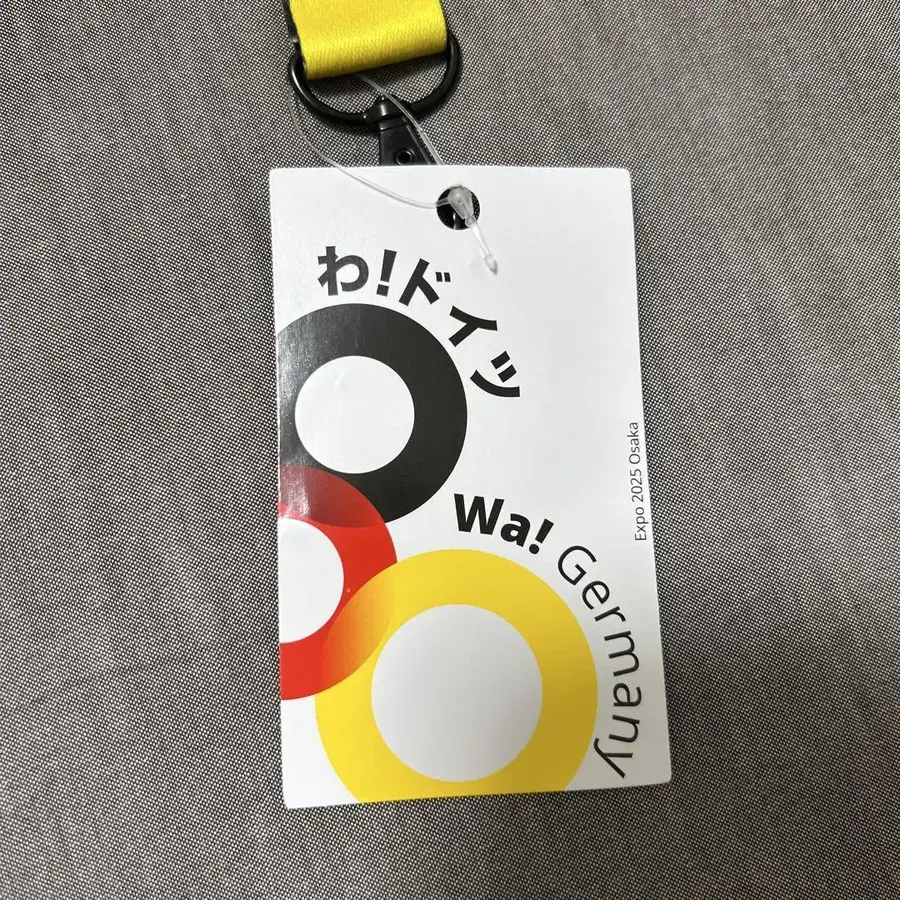 わ!ドイツ
Wa! Germany
Expo 2025 Osaka